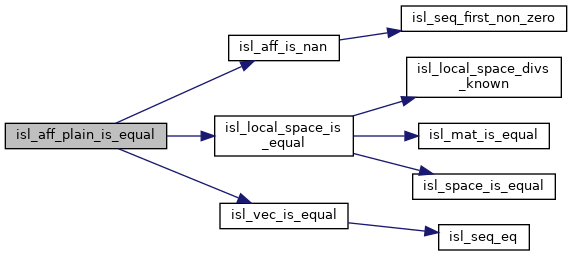 isl_aff_plain_is_equal
isl_aff_is_nan
isl_seq_first_non_zero
isl_local_space_is
_equal
isl_local_space_divs
_known
isl_mat_is_equal
isl_space_is_equal
isl_vec_is_equal
isl_seq_eq